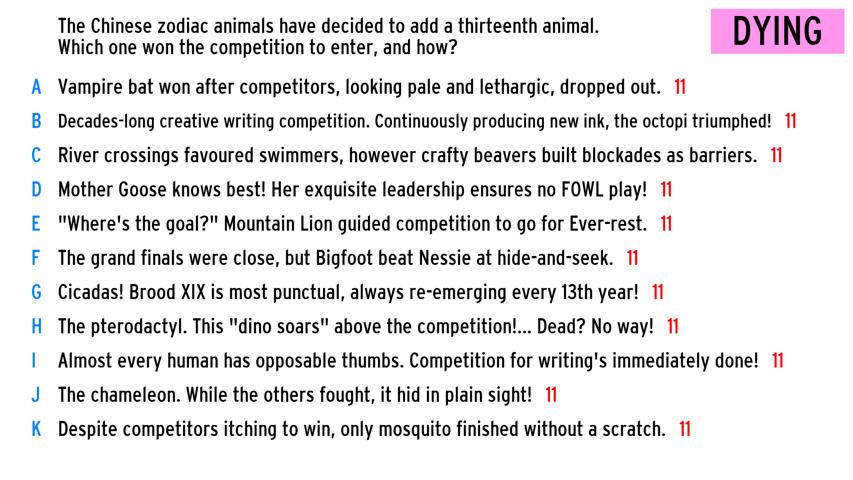 The Chinese zodiac animals have decided to add a thirteenth animal.
Which one won the competition to enter, and how?
DYING
A Vampire bat won after competitors, looking pale and lethargic, dropped out. 11
B Decades-long creative writing competition. Continuously producing new ink, the octopi triumphed! 11
C River crossings favoured swimmers, however crafty beavers built blockades as barriers. 11
D Mother Goose knows best! Her exquisite leadership ensures no FOWL play! 11
E "Where's the goal?" Mountain Lion guided competition to go for Ever-rest. 11
F The grand finals were close, but Bigfoot beat Nessie at hide-and-seek. 11
G Cicadas! Brood XIX is most punctual, always re-emerging every 13th year! 11
H The pterodactyl. This "dino soars" above the competition!... Dead? No way! 11
I Almost every human has opposable thumbs. Competition for writing's immediately done! 11
J The chameleon. While the others fought, it hid in plain sight! 11
K Despite competitors itching to win, only mosquito finished without a scratch. 11